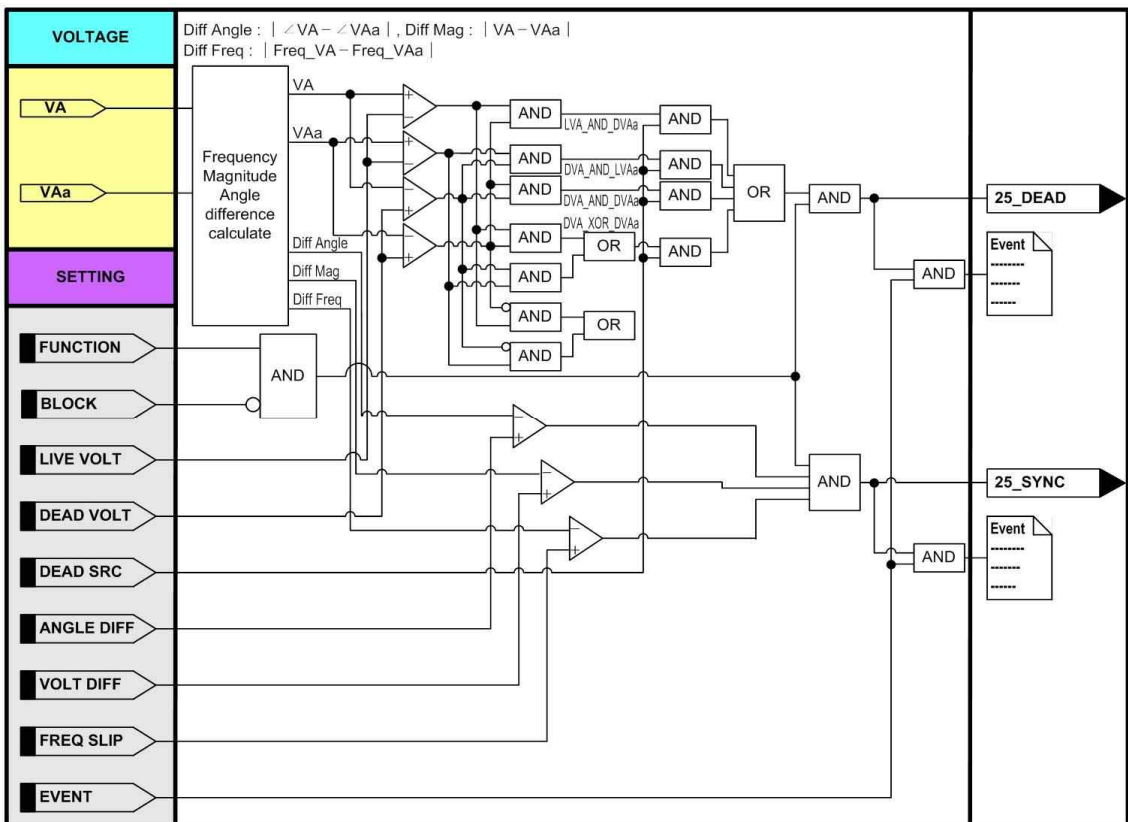 VOLTAGE
VA
VAa
SETTING
FUNCTION
BLOCK
LIVE VOLT
DEAD VOLT
DEAD SRC
ANGLE DIFF
VOLT DIFF
FREQ SLIP
EVENT
Diff Angle : | ∠VA − ∠VAa | , Diff Mag : | VA − VAa |
Diff Freq : | Freq_VA − Freq_VAa |
Frequency
Magnitude
Angle
difference
calculate
VA
VAa
Diff Angle
Diff Mag
Diff Freq
AND
+
−
+
−
−
+
−
+
AND
LVA_AND_DVAa
AND
AND
DVA_AND_LVAa
AND
AND
DVA_AND_DVAa
AND
DVA_XOR_DVAa
AND
OR
AND
AND
AND
OR
AND
OR
AND
AND
−
+
−
+
−
+
AND
AND
25_DEAD
Event
25_SYNC
Event